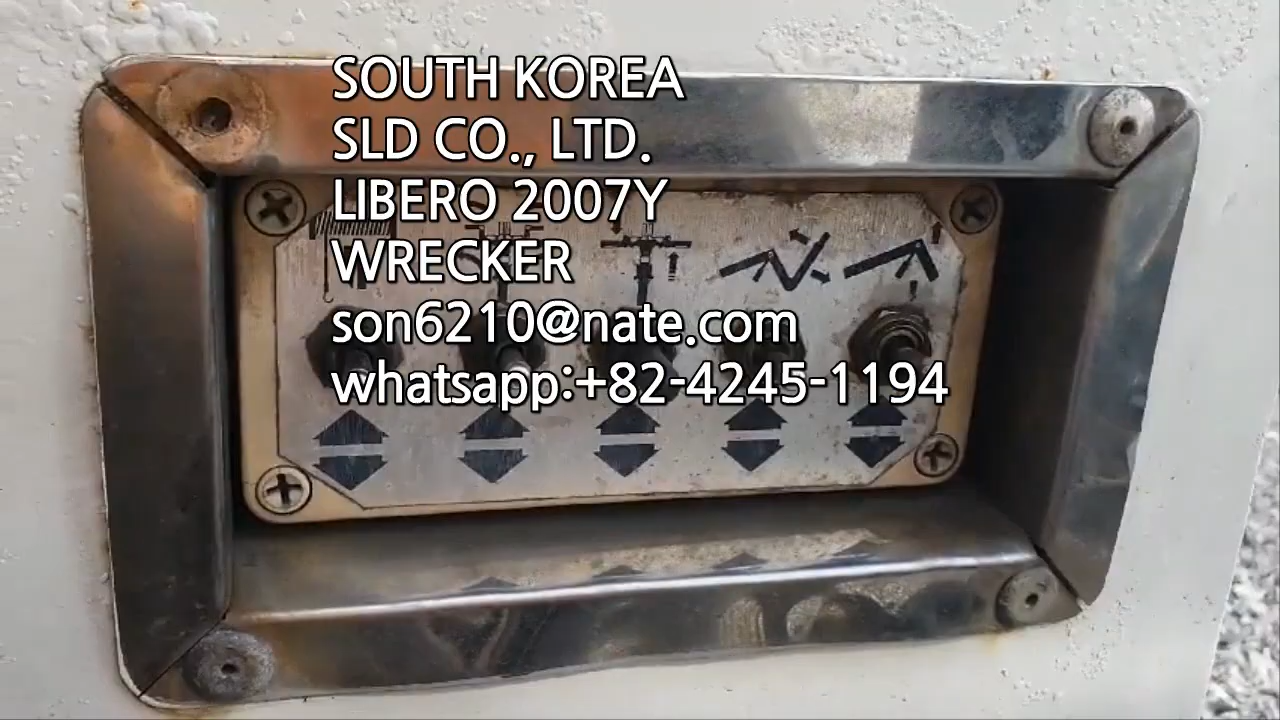 SOUTH KOREA
SLD CO., LTD.
LIBERO 2007Y
WRECKER
son6210@nate.com
whatsapp:+82-4245-1194